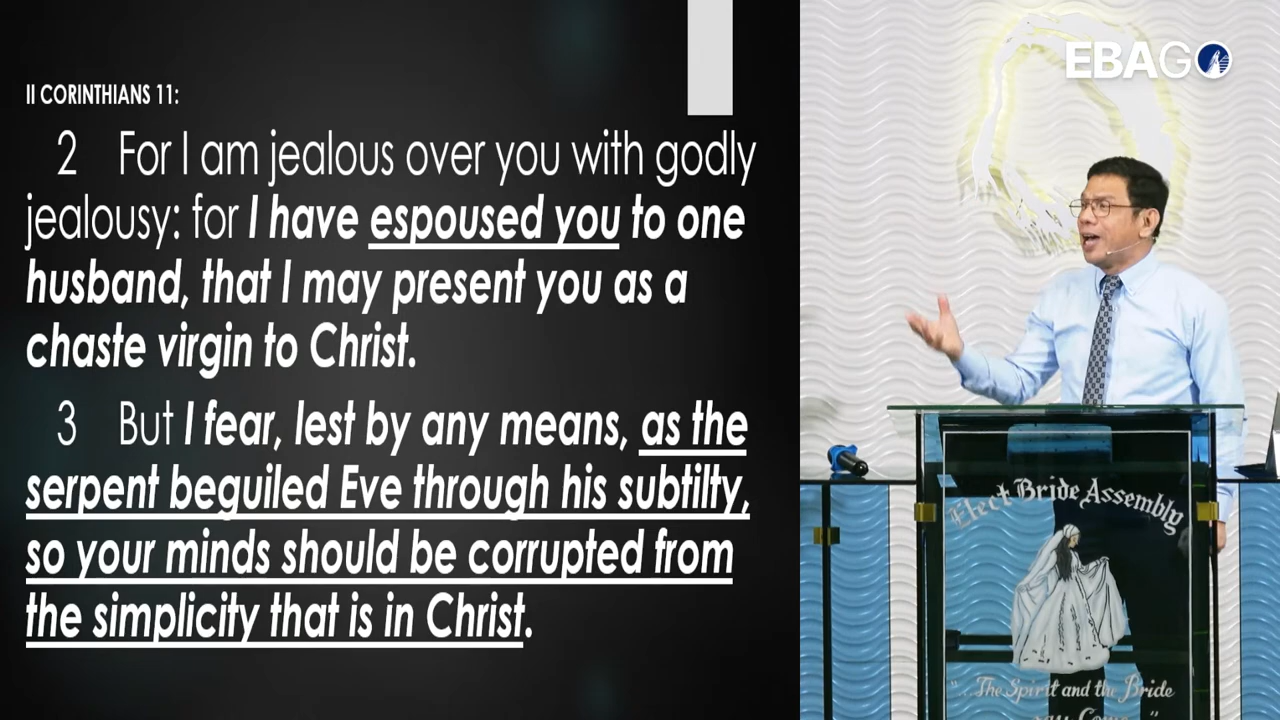 II CORINTHIANS 11:
2 For I am jealous over you with godly
jealousy: for I have espoused you to one
husband, that I may present you as a
chaste virgin to Christ.
3 But I fear, lest by any means, as the
serpent beguiled Eve through his subtilty,
so your minds should be corrupted from
the simplicity that is in Christ.
EBAGO
Elect Bride Assembly
"...The Spirit and the Bride
say Come"